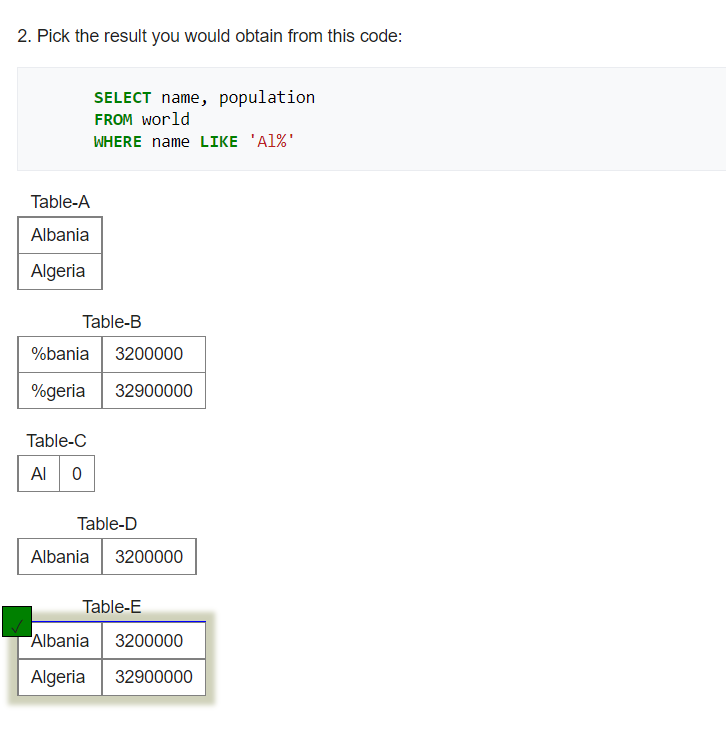 2. Pick the result you would obtain from this code:
SELECT name, population
FROM world
WHERE name LIKE 'Al%'
Table-A
Albania
Algeria
Table-B
%bania 3200000
%geria 32900000
Table-C
Al 0
Table-D
Albania 3200000
Table-E
Albania 3200000
Algeria 32900000